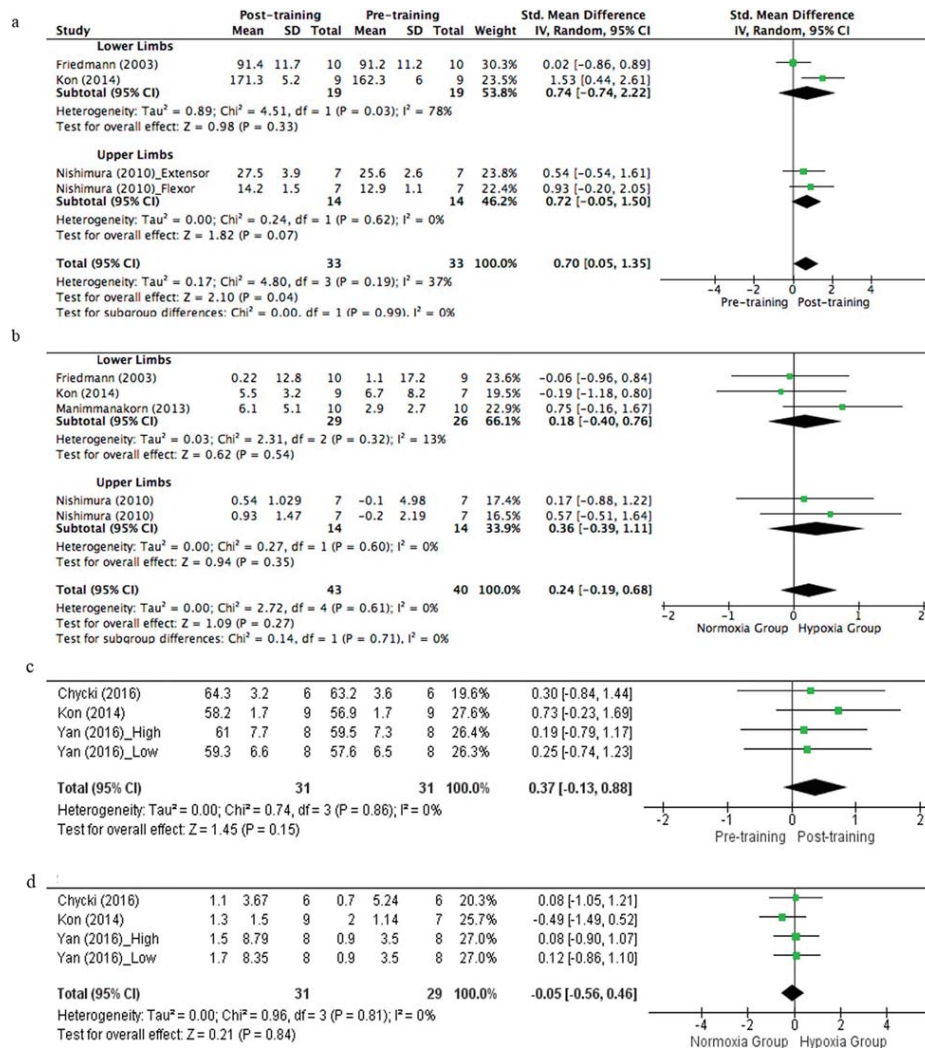 a
Post-training Pre-training Std. Mean Difference Std. Mean Difference
Study Mean SD Total Mean SD Total Weight IV, Random, 95% CI IV, Random, 95% CI
Lower Limbs
Friedmann (2003) 91.4 11.7 10 91.2 11.2 10 30.3% 0.02 [-0.86, 0.89]
Kon (2014) 171.3 5.2 9 162.3 6 9 23.5% 1.53 [0.44, 2.61]
Subtotal (95% CI) 19 19 53.8% 0.74 [-0.74, 2.22]
Heterogeneity: Tau² = 0.89; Chi² = 4.51, df = 1 (P = 0.03); I² = 78%
Test for overall effect: Z = 0.98 (P = 0.33)
Upper Limbs
Nishimura (2010)_Extensor 27.5 3.9 7 25.6 2.6 7 23.8% 0.54 [-0.54, 1.61]
Nishimura (2010)_Flexor 14.2 1.5 7 12.9 1.1 7 22.4% 0.93 [-0.20, 2.05]
Subtotal (95% CI) 14 14 46.2% 0.72 [-0.05, 1.50]
Heterogeneity: Tau² = 0.00; Chi² = 0.24, df = 1 (P = 0.62); I² = 0%
Test for overall effect: Z = 1.82 (P = 0.07)
Total (95% CI) 33 33 100.0% 0.70 [0.05, 1.35]
Heterogeneity: Tau² = 0.17; Chi² = 4.80, df = 3 (P = 0.19); I² = 37%
Test for overall effect: Z = 2.10 (P = 0.04)
Test for subgroup differences: Chi² = 0.00, df = 1 (P = 0.99), I² = 0%
-4 -2 0 2 4
Pre-training Post-training
b
Lower Limbs
Friedmann (2003) 0.22 12.8 10 1.1 17.2 9 23.6% -0.06 [-0.96, 0.84]
Kon (2014) 5.5 3.2 9 6.7 8.2 7 19.5% -0.19 [-1.18, 0.80]
Manimmanakorn (2013) 6.1 5.1 10 2.9 2.7 10 22.9% 0.75 [-0.16, 1.67]
Subtotal (95% CI) 29 26 66.1% 0.18 [-0.40, 0.76]
Heterogeneity: Tau² = 0.03; Chi² = 2.31, df = 2 (P = 0.32); I² = 13%
Test for overall effect: Z = 0.62 (P = 0.54)
Upper Limbs
Nishimura (2010) 0.54 1.029 7 -0.1 4.98 7 17.4% 0.17 [-0.88, 1.22]
Nishimura (2010) 0.93 1.47 7 -0.2 2.19 7 16.5% 0.57 [-0.51, 1.64]
Subtotal (95% CI) 14 14 33.9% 0.36 [-0.39, 1.11]
Heterogeneity: Tau² = 0.00; Chi² = 0.27, df = 1 (P = 0.60); I² = 0%
Test for overall effect: Z = 0.94 (P = 0.35)
Total (95% CI) 43 40 100.0% 0.24 [-0.19, 0.68]
Heterogeneity: Tau² = 0.00; Chi² = 2.72, df = 4 (P = 0.61); I² = 0%
Test for overall effect: Z = 1.09 (P = 0.27)
Test for subgroup differences: Chi² = 0.14, df = 1 (P = 0.71), I² = 0%
-2 -1 0 1 2
Normoxia Group Hypoxia Group
c
Chycki (2016) 64.3 3.2 6 63.2 3.6 6 19.6% 0.30 [-0.84, 1.44]
Kon (2014) 58.2 1.7 9 56.9 1.7 9 27.6% 0.73 [-0.23, 1.69]
Yan (2016)_High 61 7.7 8 59.5 7.3 8 26.4% 0.19 [-0.79, 1.17]
Yan (2016)_Low 59.3 6.6 8 57.6 6.5 8 26.3% 0.25 [-0.74, 1.23]
Total (95% CI) 31 31 100.0% 0.37 [-0.13, 0.88]
Heterogeneity: Tau² = 0.00; Chi² = 0.74, df = 3 (P = 0.86); I² = 0%
Test for overall effect: Z = 1.45 (P = 0.15)
-2 -1 0 1 2
Pre-training Post-training
d
Chycki (2016) 1.1 3.67 6 0.7 5.24 6 20.3% 0.08 [-1.05, 1.21]
Kon (2014) 1.3 1.5 9 2 1.14 7 25.7% -0.49 [-1.49, 0.52]
Yan (2016)_High 1.5 8.79 8 0.9 3.5 8 27.0% 0.08 [-0.90, 1.07]
Yan (2016)_Low 1.7 8.35 8 0.9 3.5 8 27.0% 0.12 [-0.86, 1.10]
Total (95% CI) 31 29 100.0% -0.05 [-0.56, 0.46]
Heterogeneity: Tau² = 0.00; Chi² = 0.96, df = 3 (P = 0.81); I² = 0%
Test for overall effect: Z = 0.21 (P = 0.84)
-4 -2 0 2 4
Normoxia Group Hypoxia Group